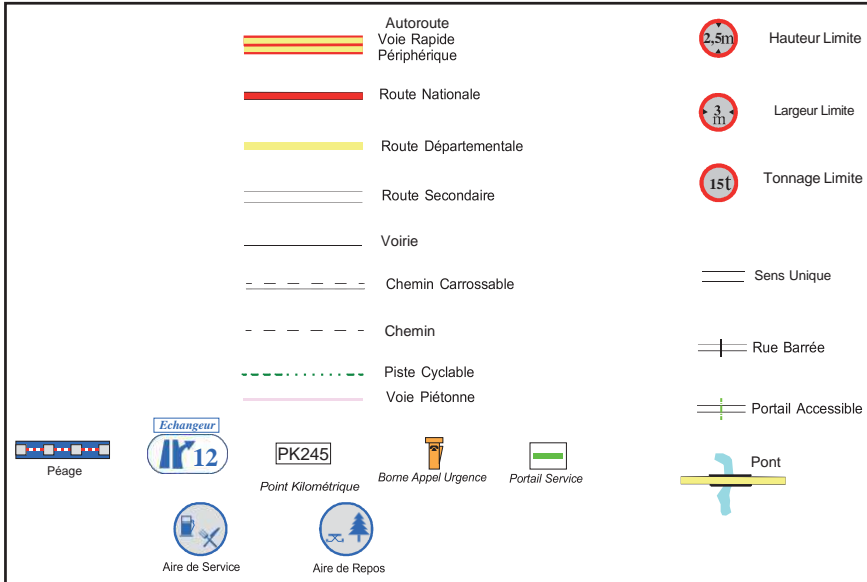 Autoroute
Voie Rapide
Périphérique
Route Nationale
Route Départementale
Route Secondaire
Voirie
Chemin Carrossable
Chemin
Piste Cyclable
Voie Piétonne
2,5m
Hauteur Limite
3
m
Largeur Limite
15t
Tonnage Limite
Sens Unique
Rue Barrée
Portail Accessible
Pont
Péage
Echangeur
12
PK245
Point Kilométrique
Borne Appel Urgence
Portail Service
Aire de Service
Aire de Repos